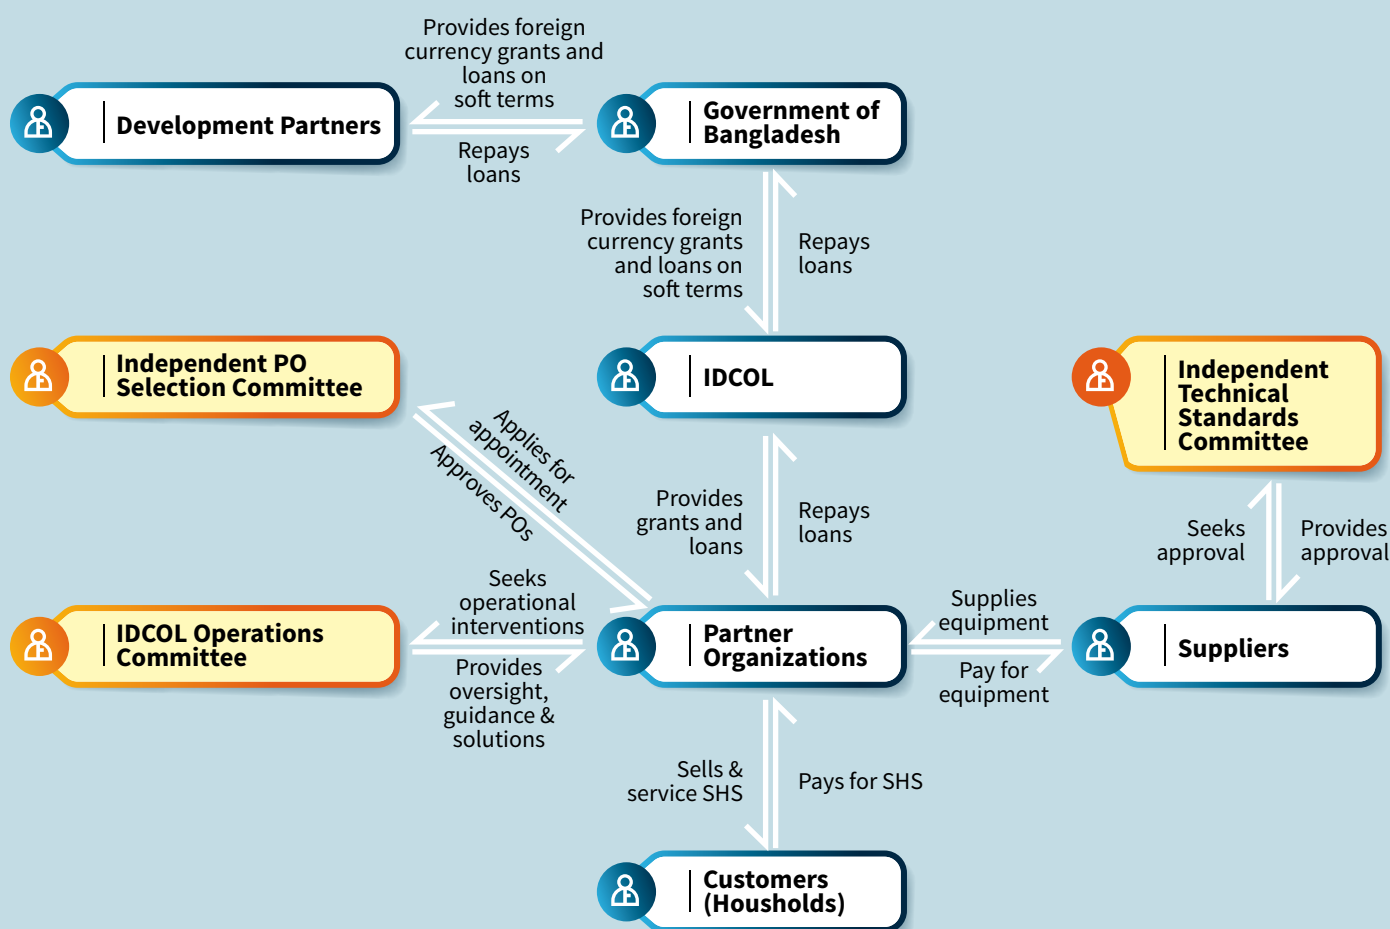 Provides foreign
currency grants and
loans on
soft terms
Development Partners
Government of
Bangladesh
Repays
loans
Provides foreign
currency grants
and loans on
soft terms
Repays
loans
Independent PO
Selection Committee
IDCOL
Independent
Technical
Standards
Committee
Applies for
appointment
Approves POs
Provides
grants and
loans
Repays
loans
Seeks
approval
Provides
approval
Seeks
operational
interventions
Supplies
equipment
IDCOL Operations
Committee
Partner
Organizations
Suppliers
Provides
oversight,
guidance &
solutions
Pay for
equipment
Sells &
service SHS
Pays for SHS
Customers
(Housholds)